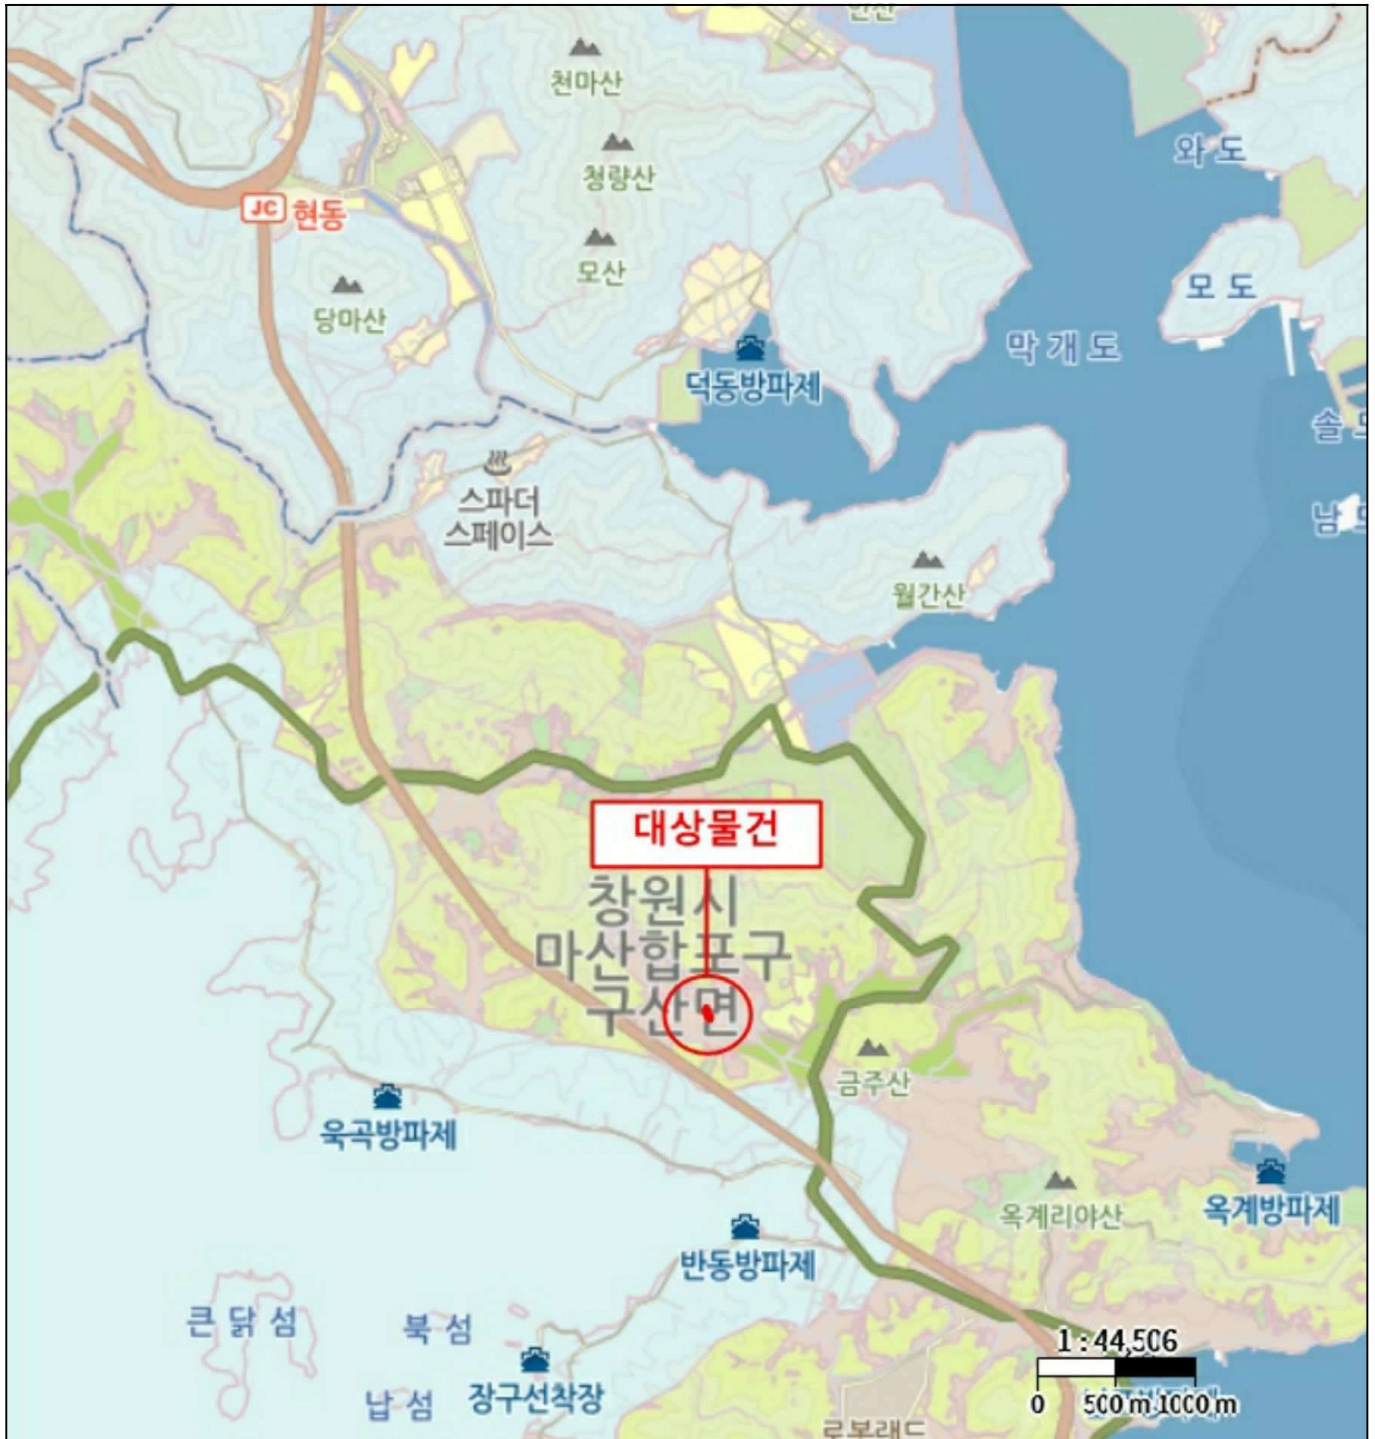 천마산
와 도
청량산
JC 현동
모산
모 도
당마산
막 개 도
덕동방파제
스파더
스페이스
월간산
대상물건
창원시
마산합포구
구산면
금주산
욱곡방파제
옥계리야산
옥계방파제
반동방파제
큰 닭 섬
북 섬
납 섬
장구선착장
1 : 44,506
0 500 m 1000 m